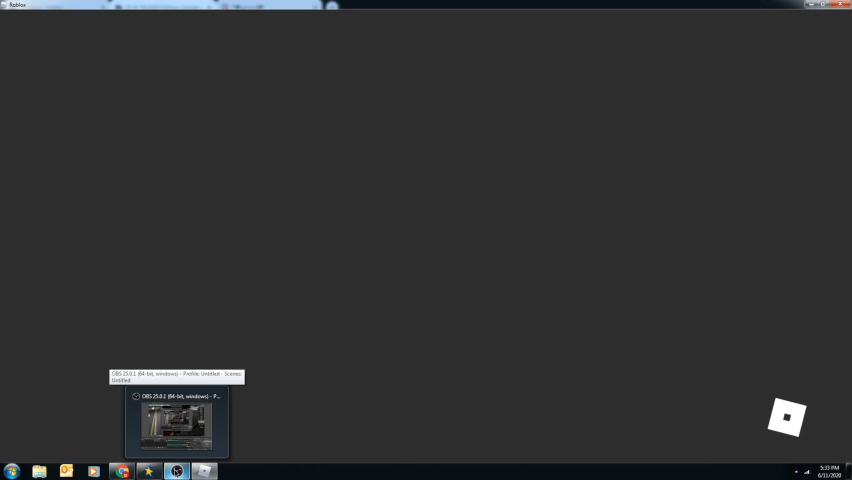 Roblox
OBS 25.0.1 (64-bit, windows) - Profile: Untitled - Scenes:
Untitled
OBS 25.0.1 (64-bit, windows) - P...
5:33 PM
6/11/2020